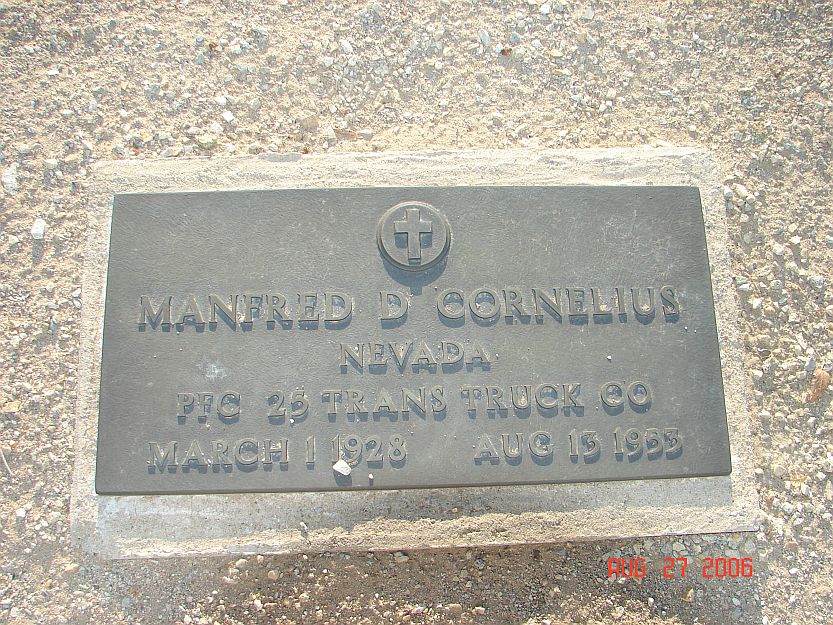 MANFRED D CORNELIUS
NEVADA
PFC 25 TRANS TRUCK CO
MARCH 1 1928 AUG 13 1953
AUG 27 2006